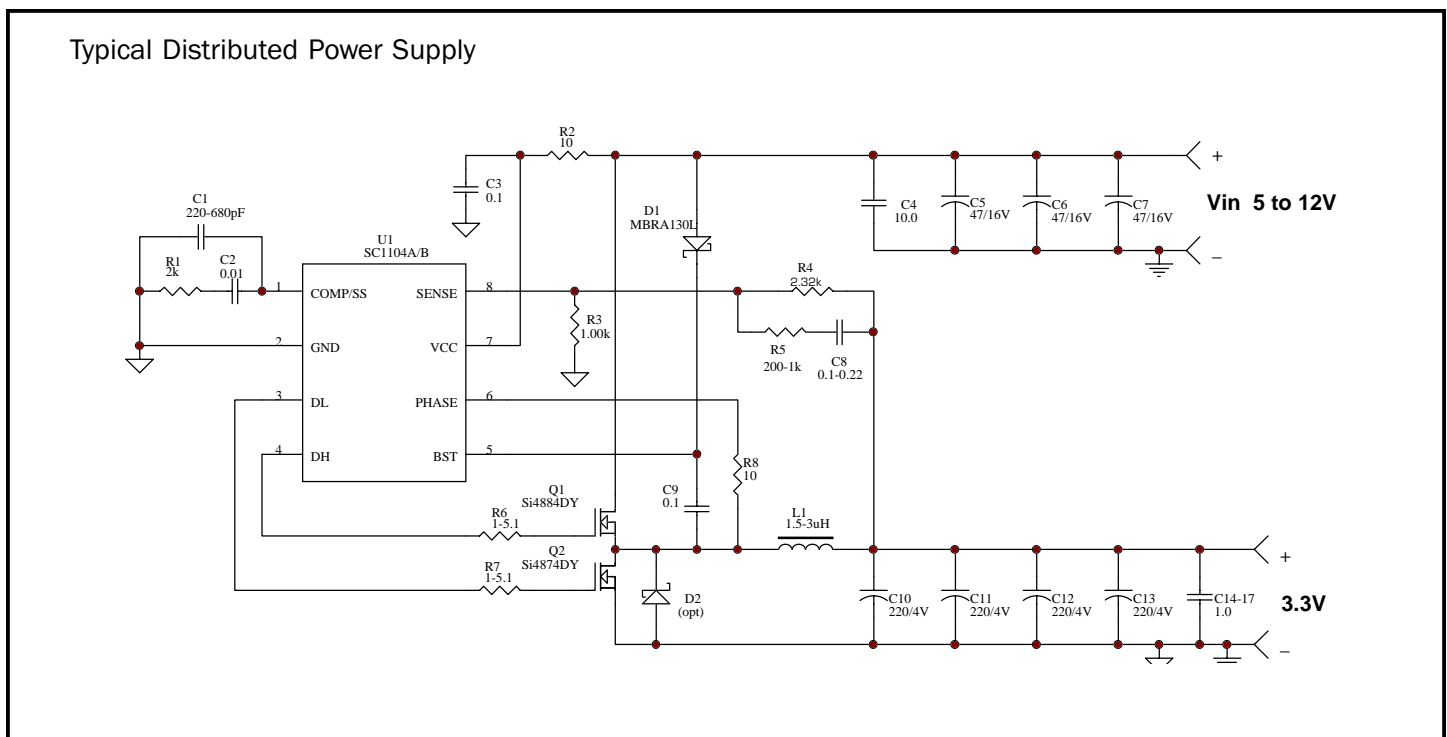 Typical Distributed Power Supply
R2
10
C3
0.1
C1
220-680pF
D1
MBRA130L
C4
10.0
C5
47/16V
C6
47/16V
C7
47/16V
+
Vin 5 to 12V
–
U1
SC1104A/B
R1
2k
C2
0.01
1
COMP/SS
SENSE
8
R4
2.32k
R3
1.00k
2
GND
VCC
7
R5
200-1k
C8
0.1-0.22
3
DL
PHASE
6
4
DH
BST
5
R8
10
Q1
Si4884DY
C9
0.1
R6
1-5.1
L1
1.5-3uH
Q2
Si4874DY
R7
1-5.1
+
D2
(opt)
C10
220/4V
C11
220/4V
C12
220/4V
C13
220/4V
C14-17
1.0
3.3V
–